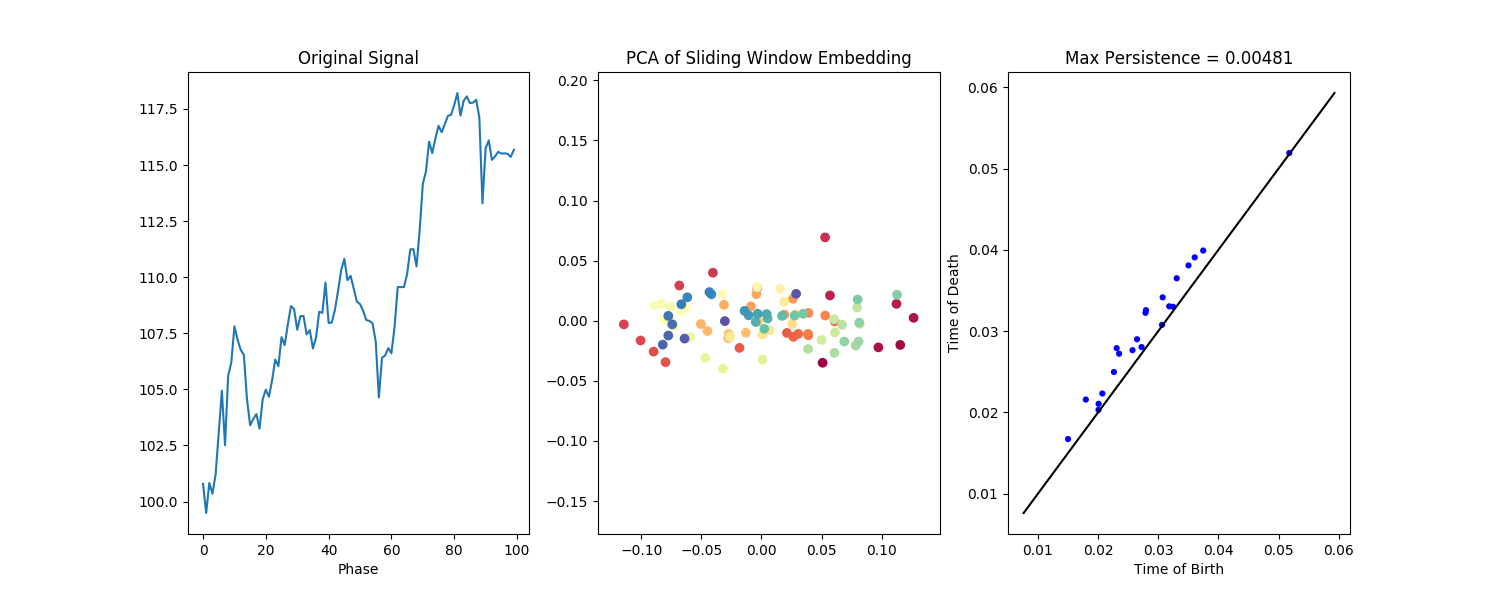 Original Signal
117.5
115.0
112.5
110.0
107.5
105.0
102.5
100.0
0 20 40 60 80 100
Phase
PCA of Sliding Window Embedding
0.20
0.15
0.10
0.05
0.00
−0.05
−0.10
−0.15
−0.10 −0.05 0.00 0.05 0.10
Max Persistence = 0.00481
Time of Death
0.06
0.05
0.04
0.03
0.02
0.01
0.01 0.02 0.03 0.04 0.05 0.06
Time of Birth